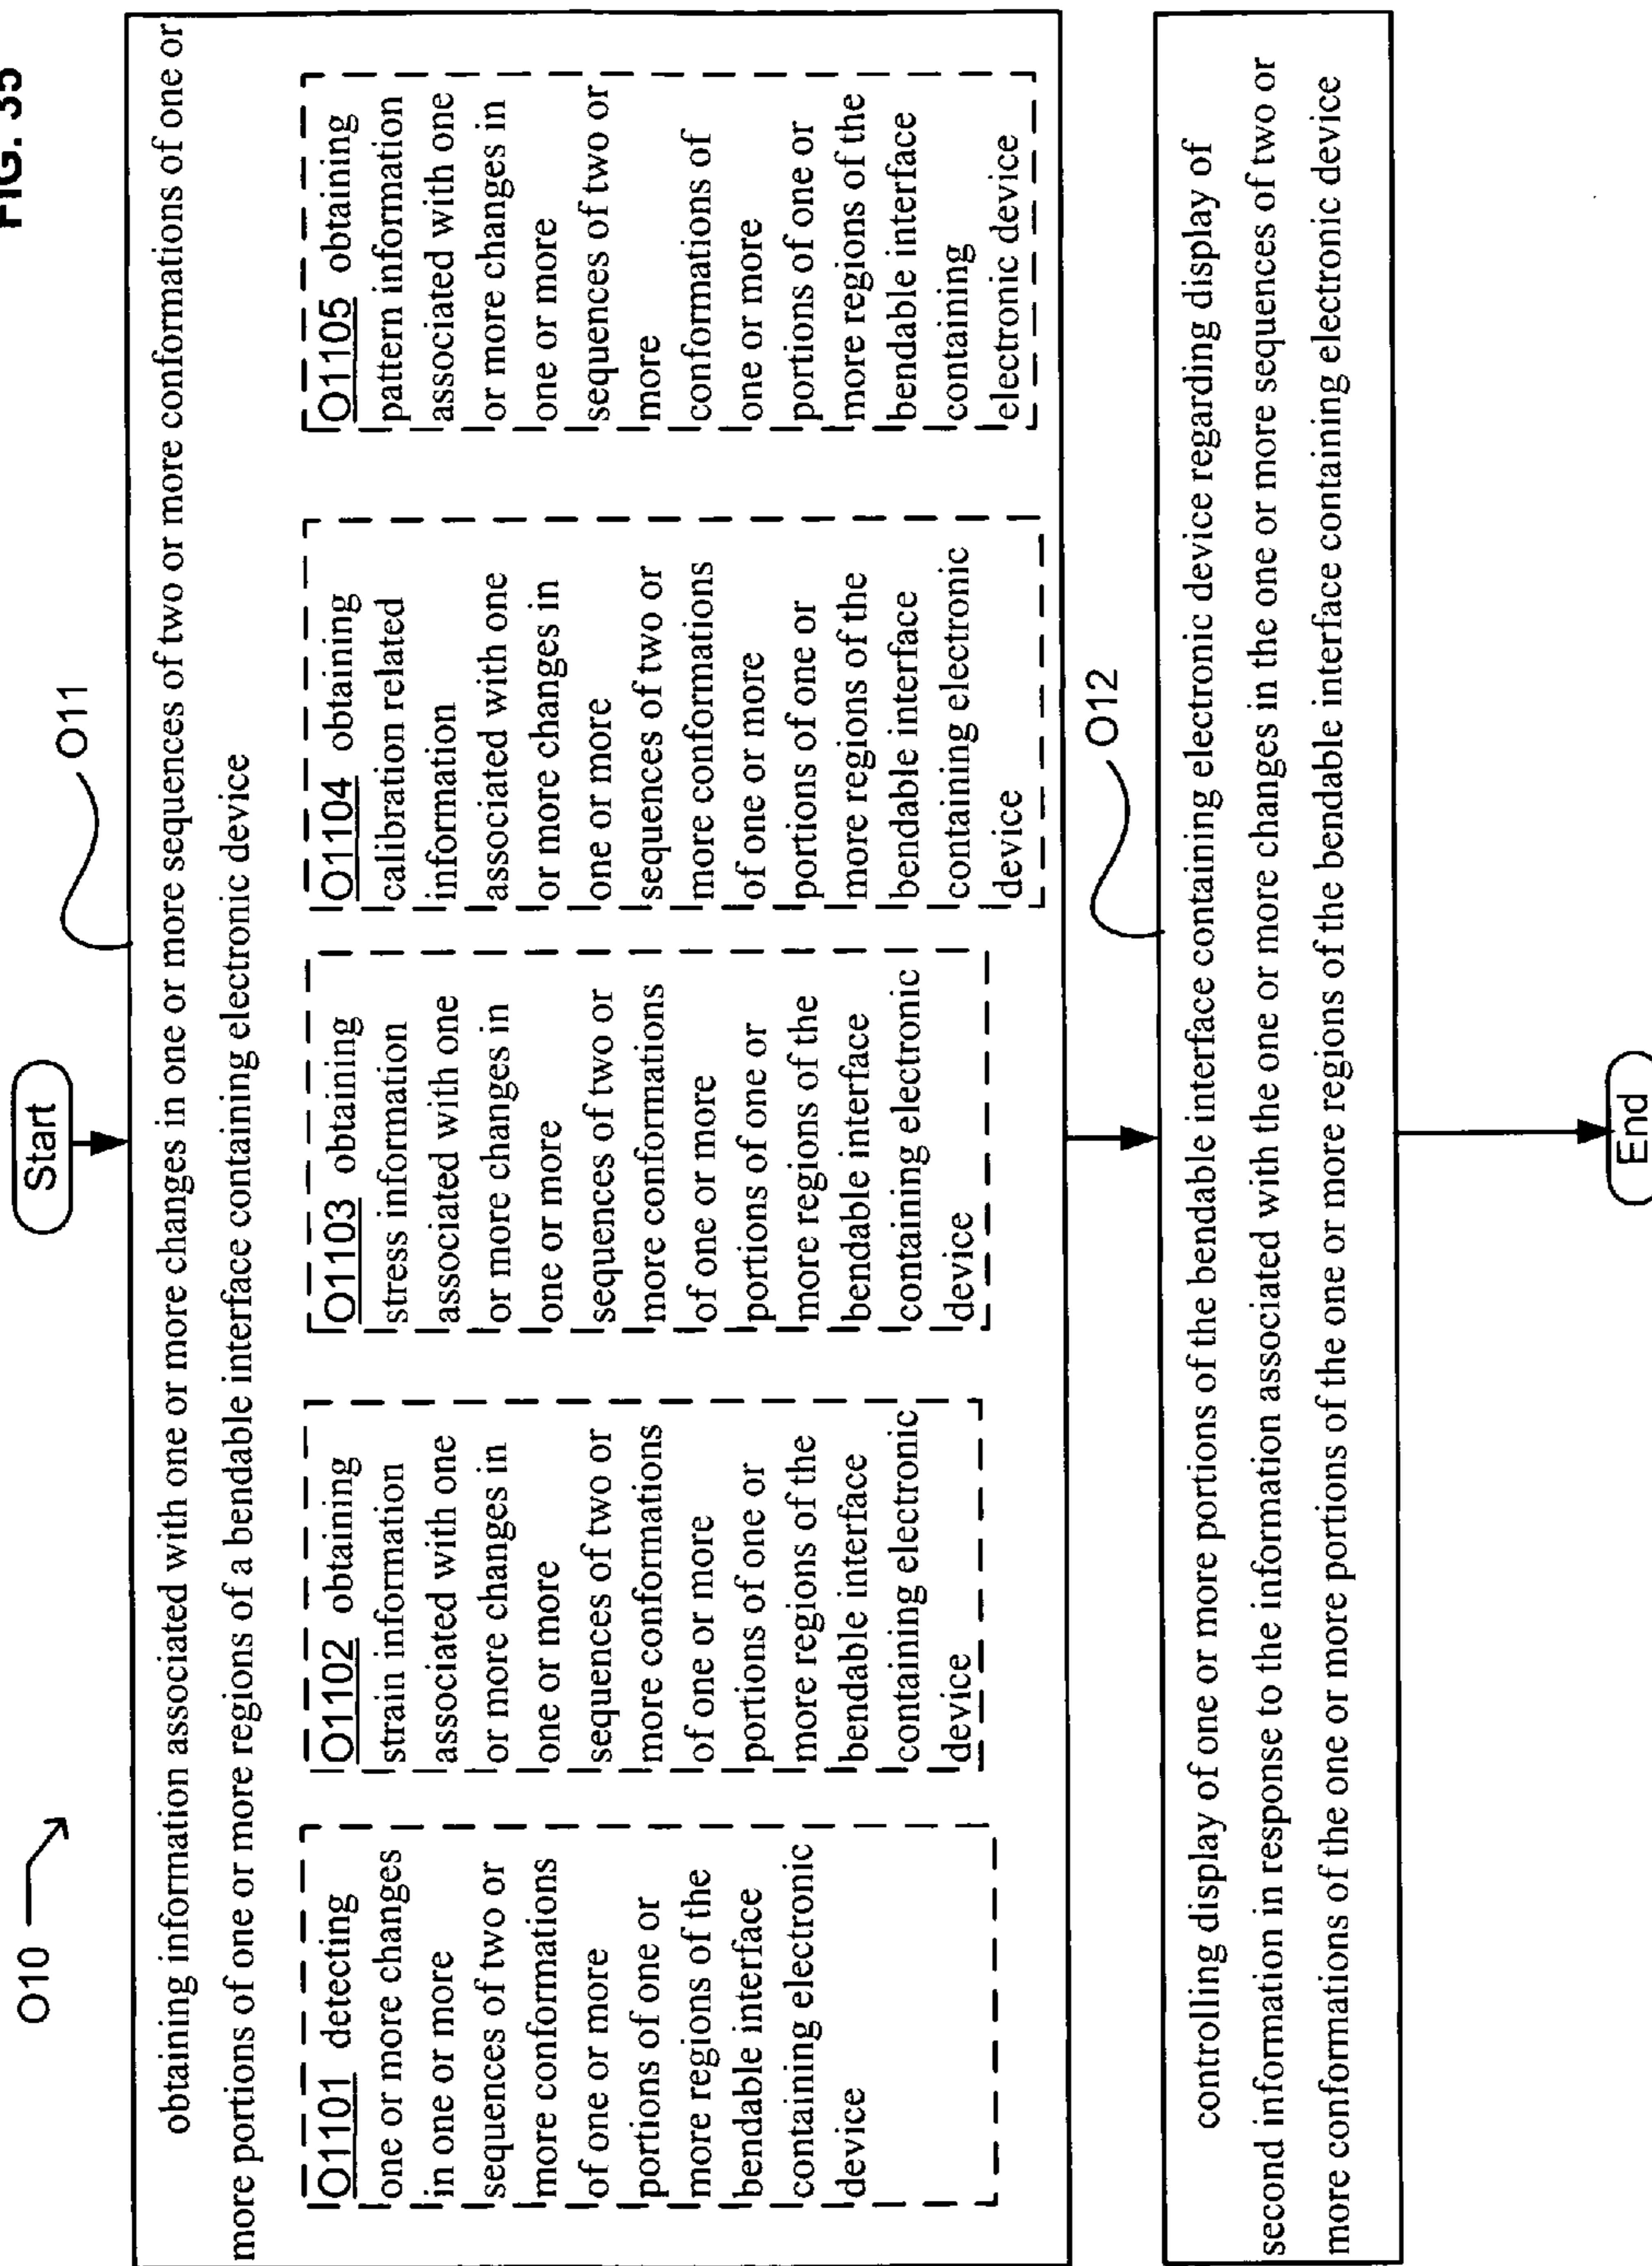 FIG.
O10
Start
O11
obtaining information associated with one or more changes in one or more sequences of two or more conformations of one or
more portions of one or more regions of a bendable interface containing electronic device
O1101 detecting
one or more changes
in one or more
sequences of two or
more conformations
of one or more
portions of one or
more regions of the
bendable interface
containing electronic
device
O1102 obtaining
strain information
associated with one
or more changes in
one or more
sequences of two or
more conformations
of one or more
portions of one or
more regions of the
bendable interface
containing electronic
device
O1103 obtaining
stress information
associated with one
or more changes in
one or more
sequences of two or
more conformations
of one or more
portions of one or
more regions of the
bendable interface
containing electronic
device
O1104 obtaining
calibration related
information
associated with one
or more changes in
one or more
sequences of two or
more conformations
of one or more
portions of one or
more regions of the
bendable interface
containing electronic
device
O1105 obtaining
pattern information
associated with one
or more changes in
one or more
sequences of two or
more
conformations of
one or more
portions of one or
more regions of the
bendable interface
containing
electronic device
O12
controlling display of one or more portions of the bendable interface containing electronic device regarding display of
second information in response to the information associated with the one or more changes in the one or more sequences of two or
more conformations of the one or more portions of the one or more regions of the bendable interface containing electronic device
End